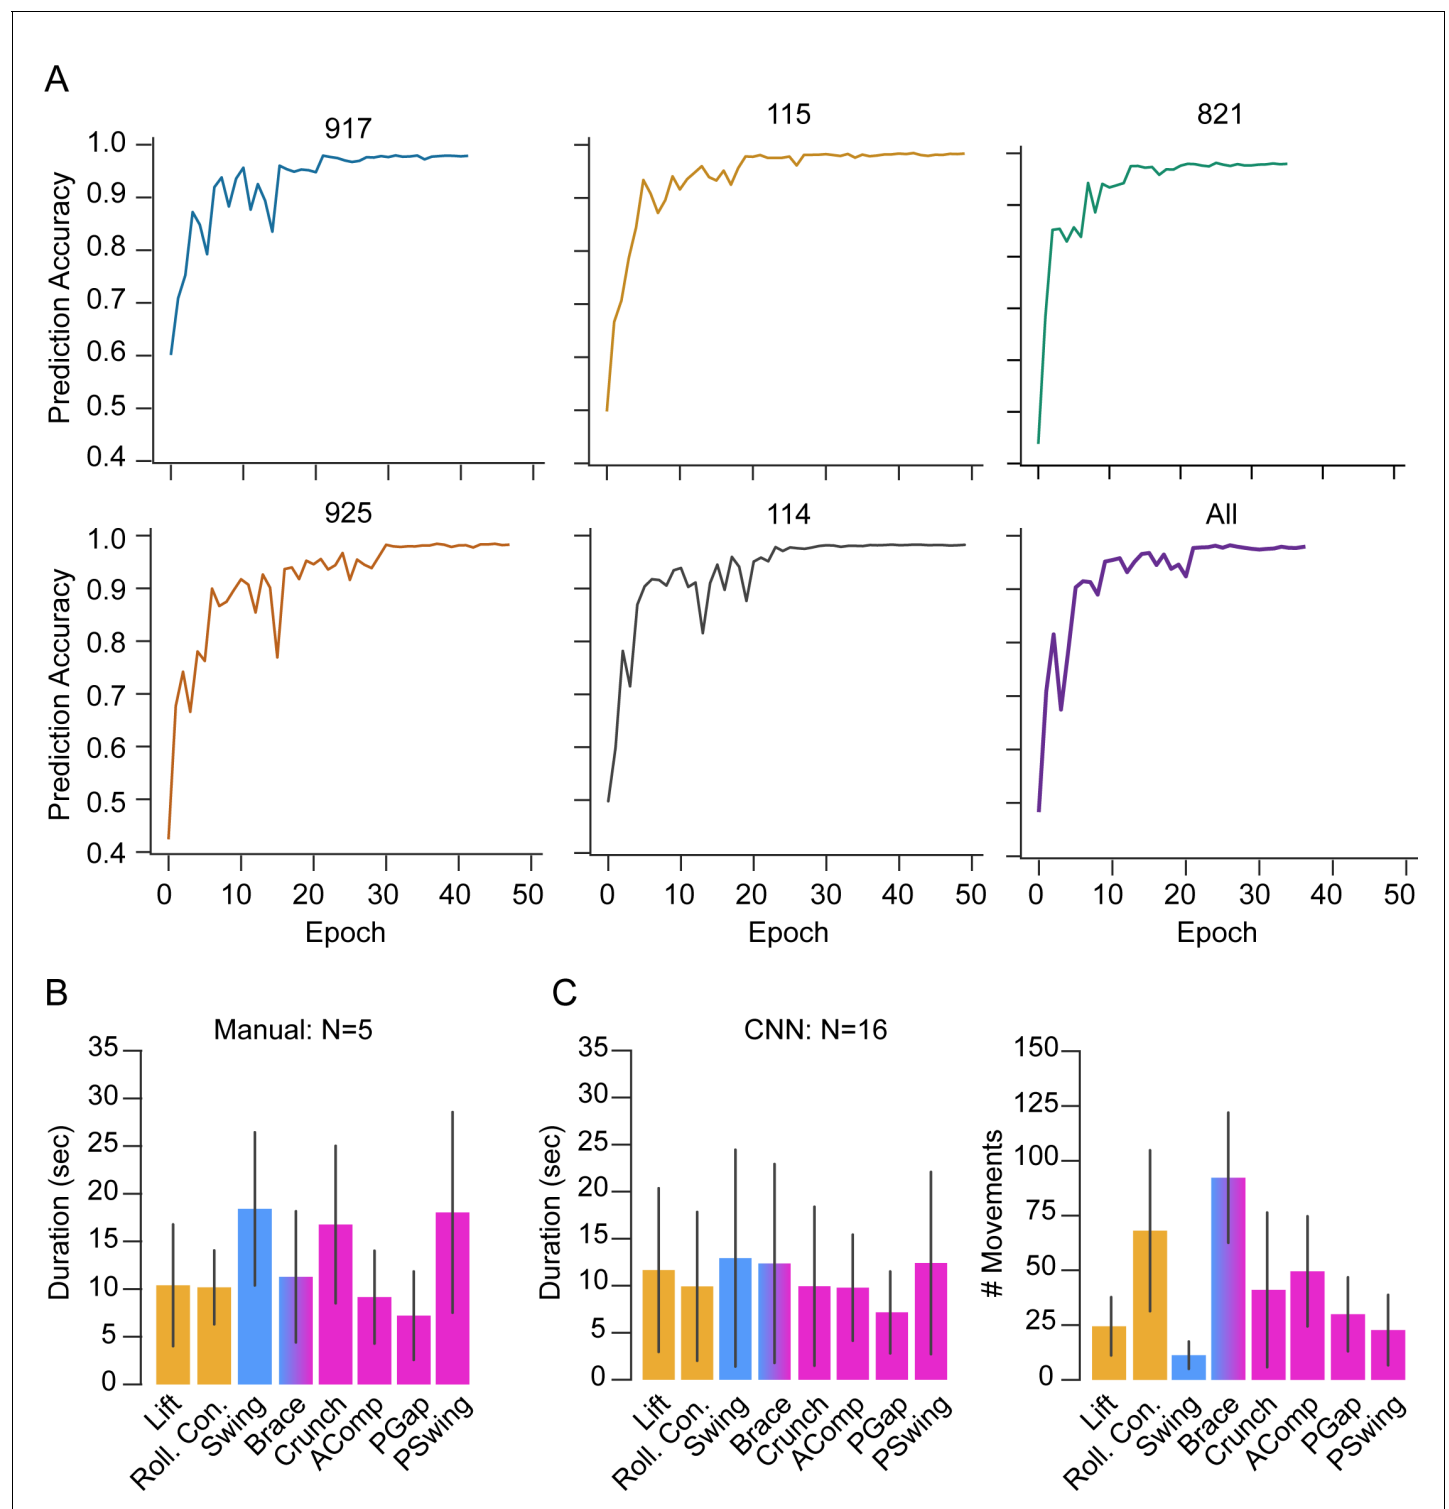 A
917
115
821
1.0
0.9
0.8
0.7
0.6
0.5
0.4
Prediction Accuracy
925
114
All
1.0
0.9
0.8
0.7
0.6
0.5
0.4
Prediction Accuracy
0 10 20 30 40 50
0 10 20 30 40 50
0 10 20 30 40 50
Epoch
Epoch
Epoch
B
Manual: N=5
35
30
25
20
15
10
5
0
Duration (sec)
Lift
Roll. Con.
Swing
Brace
Crunch
AComp
PGap
PSwing
C
CNN: N=16
35
30
25
20
15
10
5
0
Duration (sec)
Lift
Roll. Con.
Swing
Brace
Crunch
AComp
PGap
PSwing
150
125
100
75
50
25
0
# Movements
Lift
Roll. Con.
Swing
Brace
Crunch
AComp
PGap
PSwing